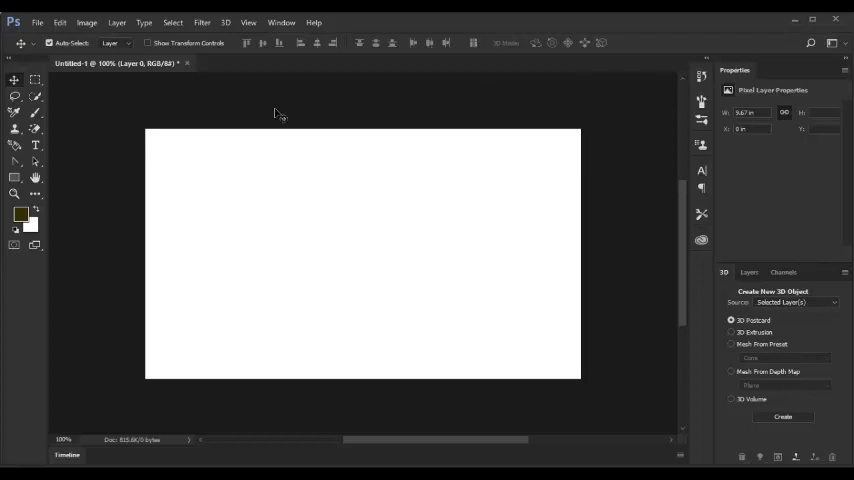 Ps File Edit Image Layer Type Select Filter 3D View Window Help
Auto-Select: Layer Show Transform Controls 3D Mode:
Untitled-1 @ 100% (Layer 0, RGB/8#) * ×
Properties
Pixel Layer Properties
W: 9.67 in H:
X: 0 in Y:
T
A
3D Layers Channels
Create New 3D Object
Source: Selected Layer(s)
3D Postcard
3D Extrusion
Mesh From Preset
Cone
Mesh From Depth Map
Plane
3D Volume
Create
100% Doc: 815.6K/0 bytes
Timeline